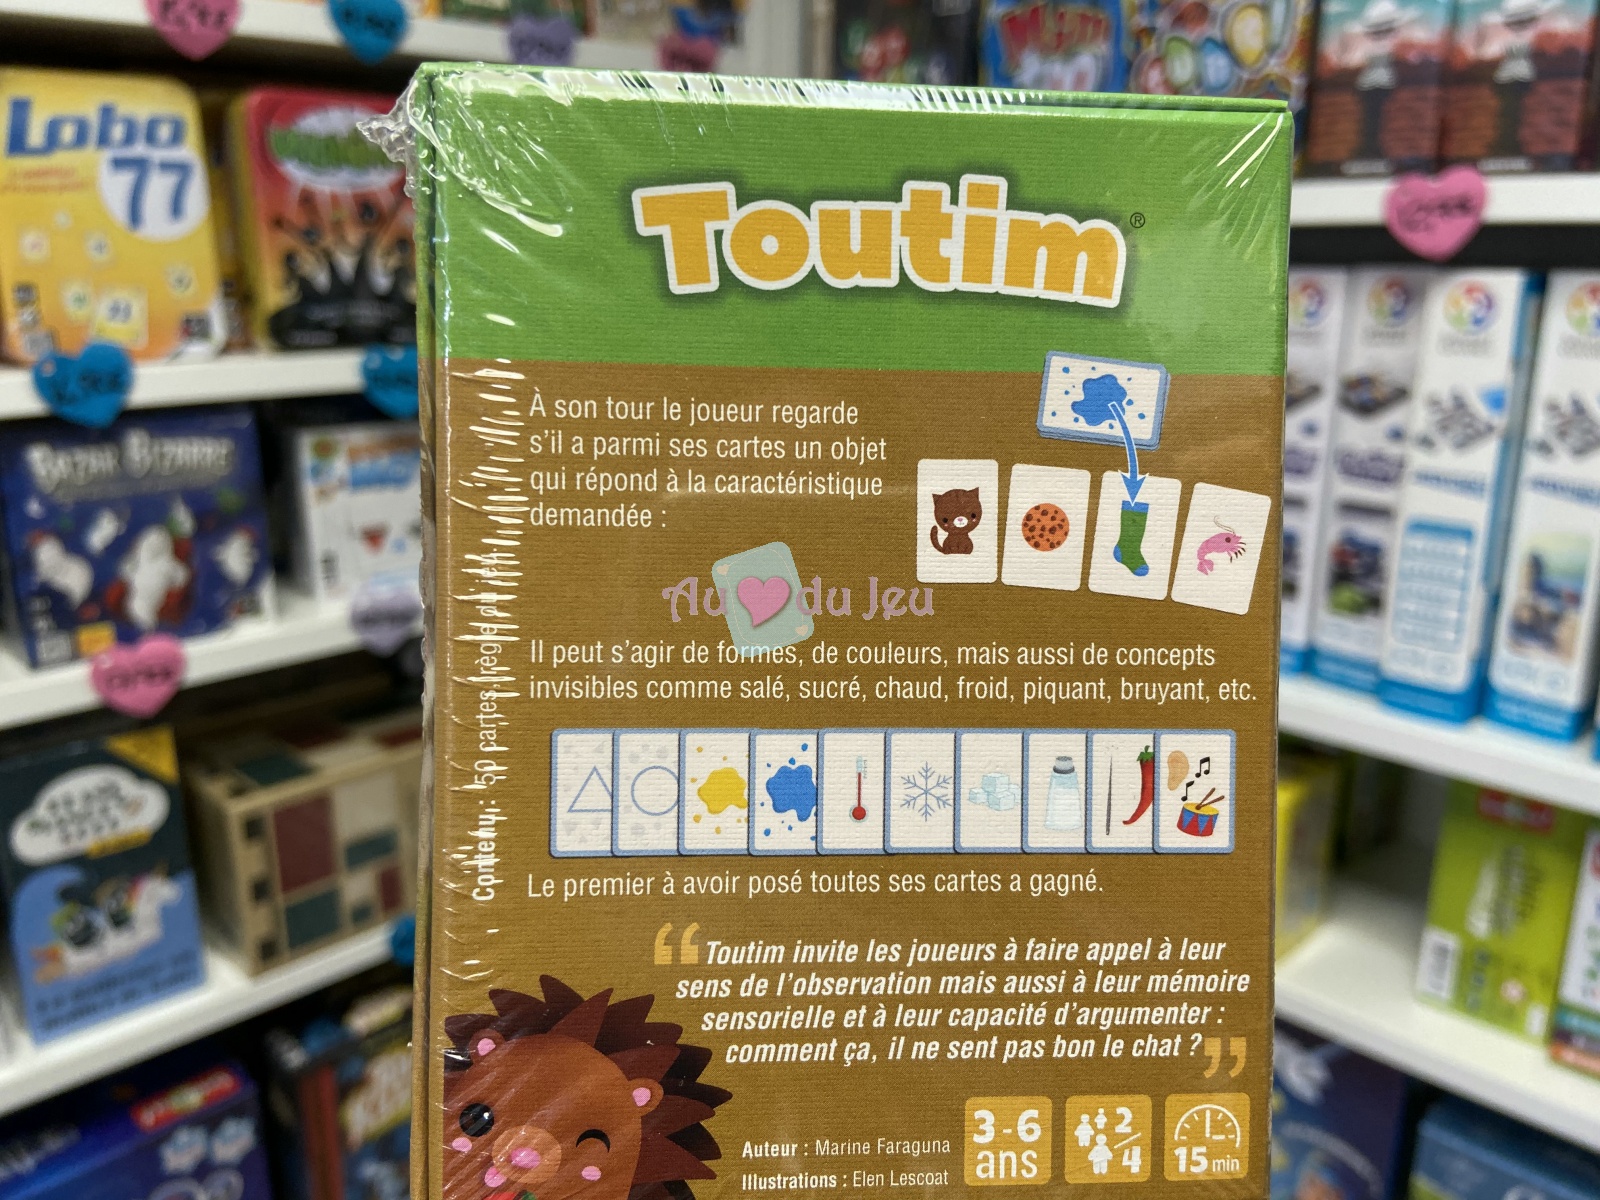 Lobo
77
Toutim®
À son tour le joueur regarde
s'il a parmi ses cartes un objet
qui répond à la caractéristique
demandée :
Au du Jeu
Il peut s'agir de formes, de couleurs, mais aussi de concepts
invisibles comme salé, sucré, chaud, froid, piquant, bruyant, etc.
Le premier à avoir posé toutes ses cartes a gagné.
“Toutim invite les joueurs à faire appel à leur
sens de l'observation mais aussi à leur mémoire
sensorielle et à leur capacité d'argumenter :
comment ça, il ne sent pas bon le chat ?”
Auteur : Marine Faraguna
Illustrations : Elen Lescoat
3-6
ans
2/4
15 min
Contenu : 50 cartes, règle du jeu.
Bazar Bizarre